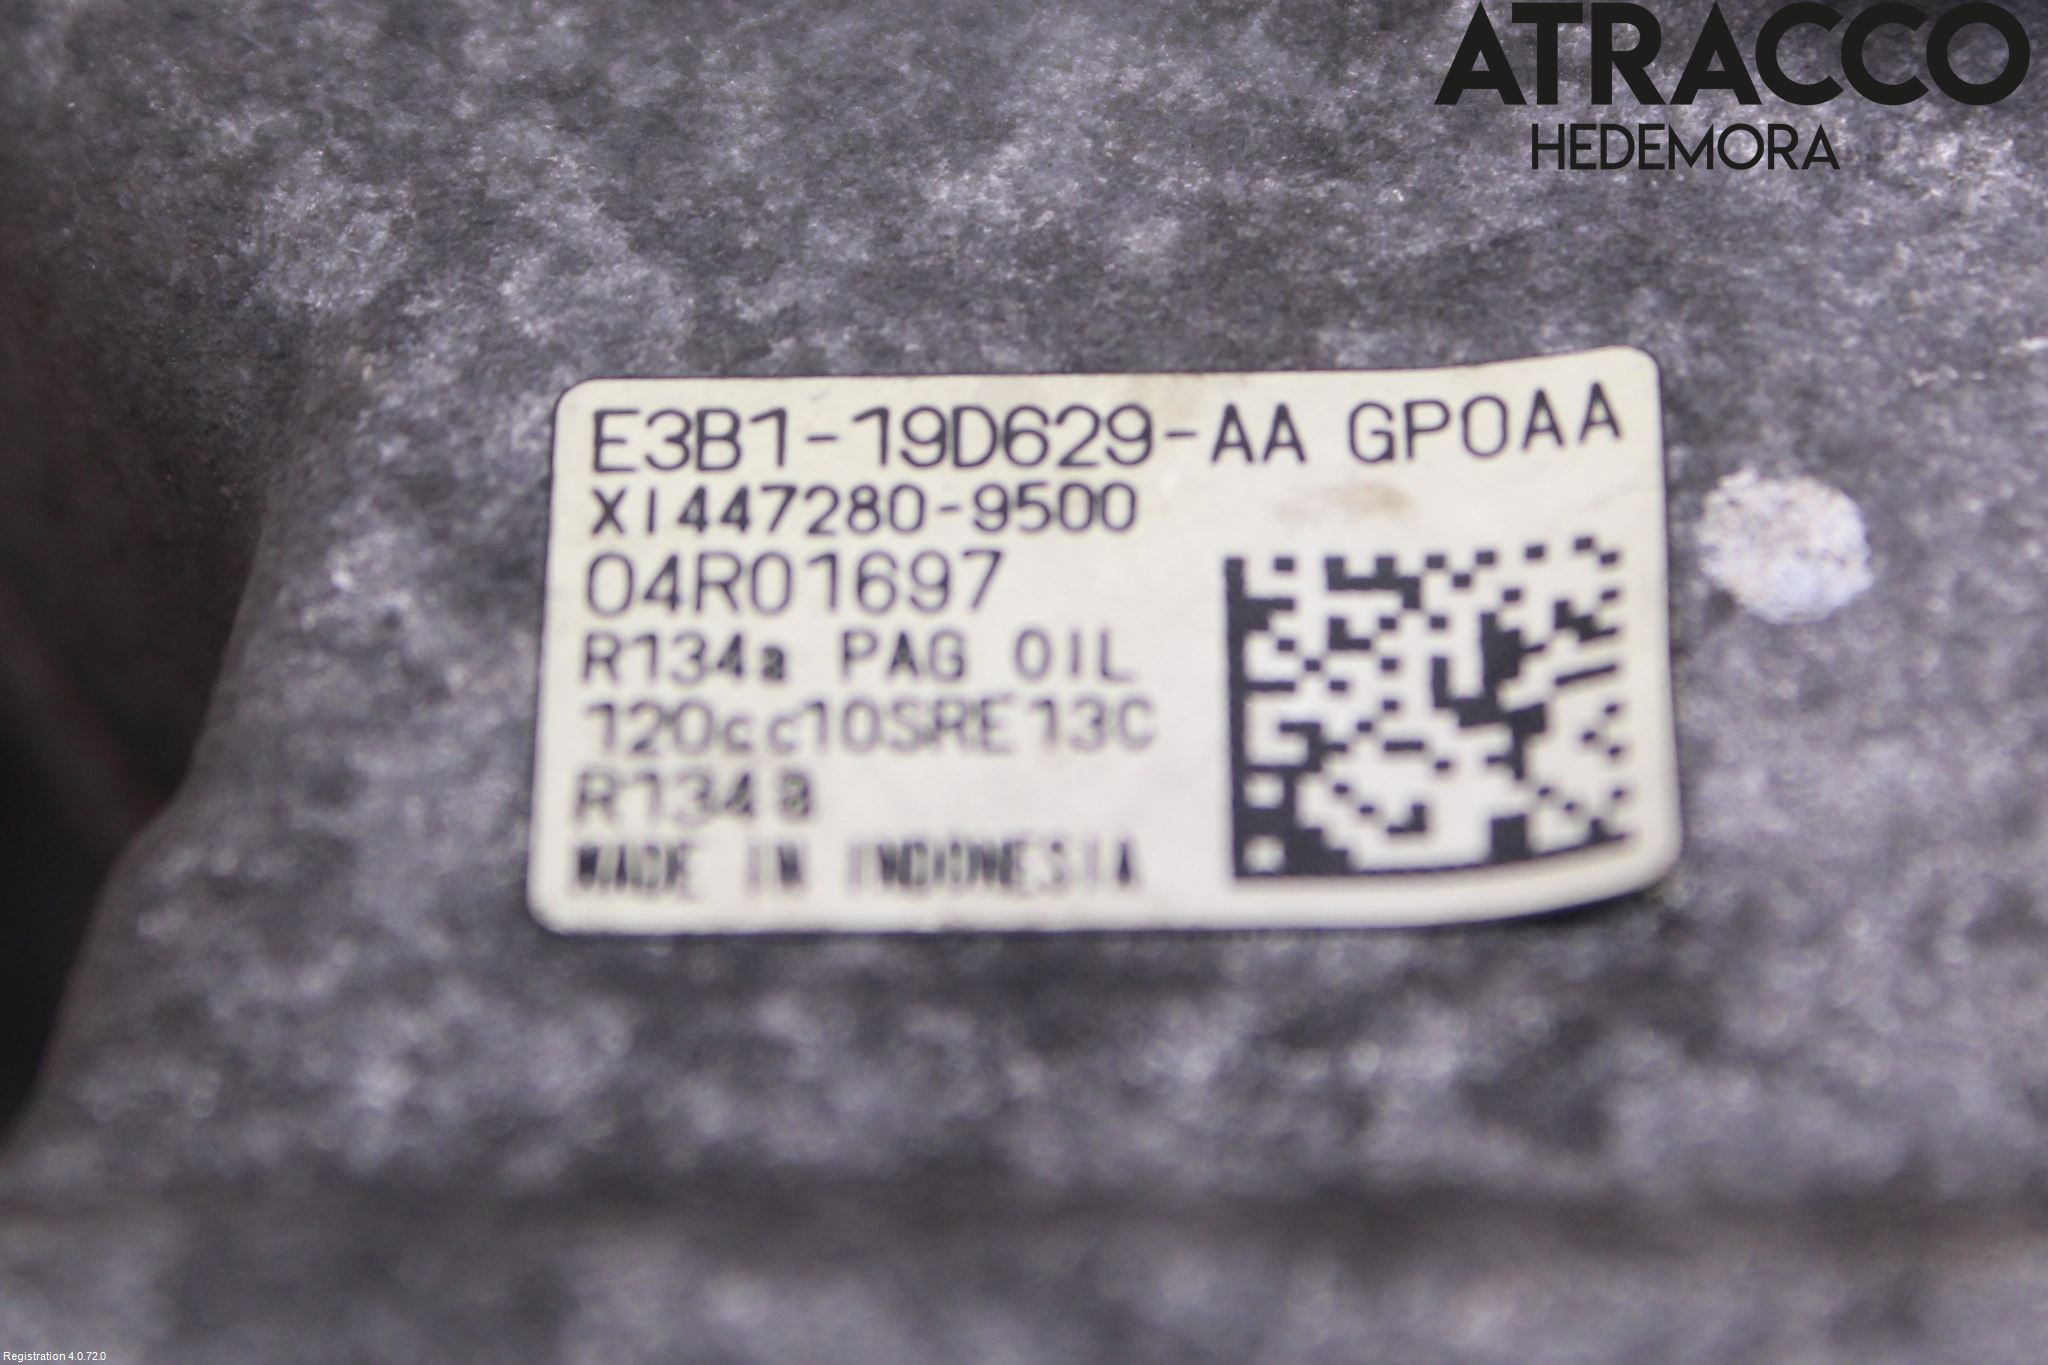 ATRACCO
HEDEMORA
E3B1-19D629-AA GP0AA
XI447280-9500
04R01697
R134a PAG OIL
120cc10SRE13C
R134a
MADE IN INDONESIA
Registration 4.0.72.0